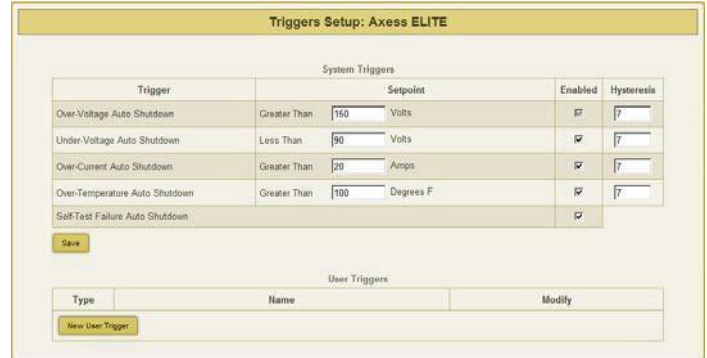 Triggers Setup: Axess ELITE
System Triggers
Trigger Setpoint Enabled Hysteresis
Over-Voltage Auto Shutdown Greater Than 150 Volts 7
Under-Voltage Auto Shutdown Less Than 90 Volts 7
Over-Current Auto Shutdown Greater Than 20 Amps 7
Over-Temperature Auto Shutdown Greater Than 100 Degrees F 7
Self-Test Failure Auto Shutdown
Save
User Triggers
Type Name Modify
New User Trigger